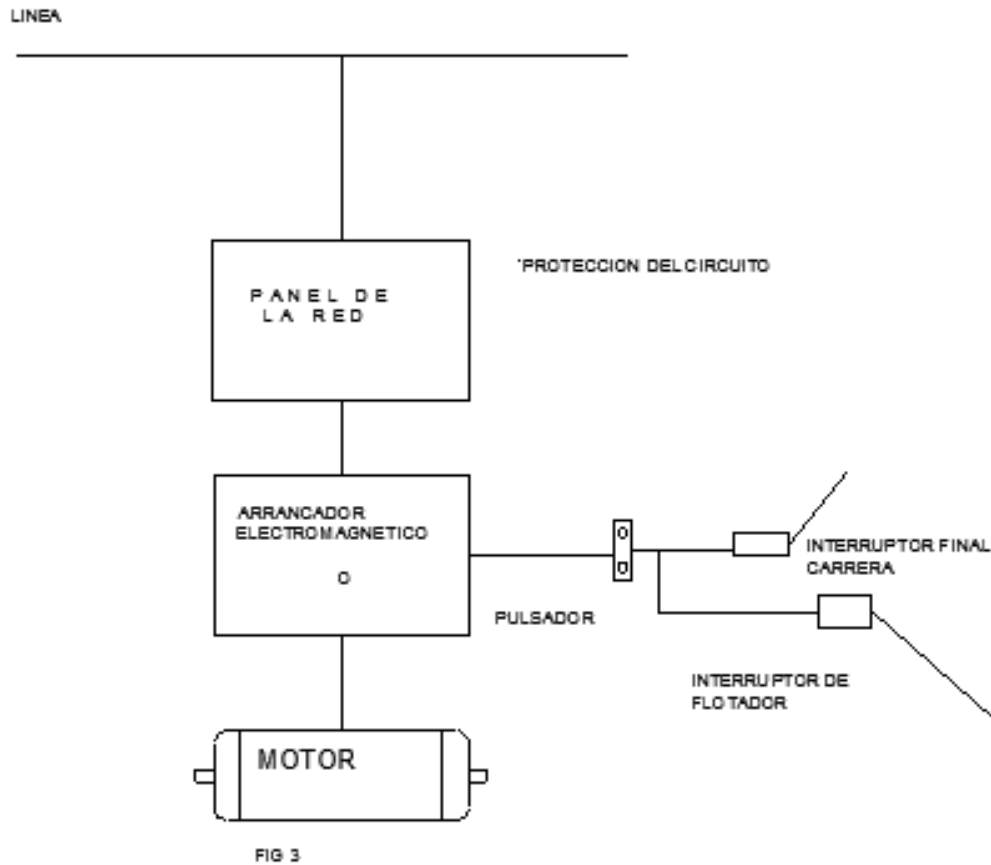 LINEA
PANEL DE
LA RED
'PROTECCION DEL CIRCUITO
ARRANCADOR
ELECTROMAGNETICO
O
PULSADOR
INTERRUPTOR FINAL
CARRERA
INTERRUPTOR DE
FLOTADOR
MOTOR
FIG 3